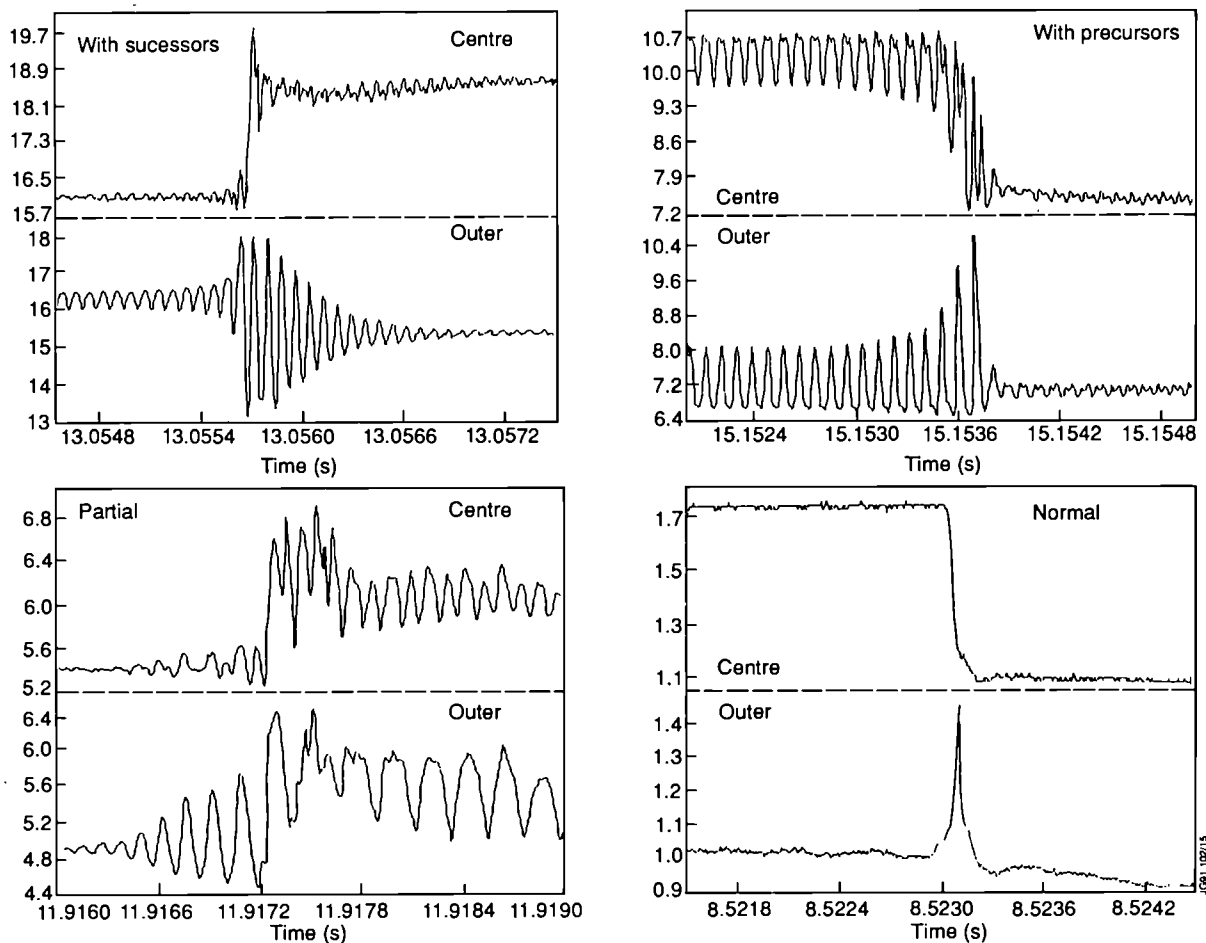 With sucessors
Centre
19.7
18.9
18.1
17.3
16.5
15.7
Outer
18
17
16
15
14
13
13.0548 13.0554 13.0560 13.0566 13.0572
Time (s)
With precursors
10.7
10.0
9.3
8.6
7.9
7.2
Centre
Outer
10.4
9.6
8.8
8.0
7.2
6.4
15.1524 15.1530 15.1536 15.1542 15.1548
Time (s)
Partial
Centre
6.8
6.4
6.0
5.6
5.2
Outer
6.4
6.0
5.6
5.2
4.8
4.4
11.9160 11.9166 11.9172 11.9178 11.9184 11.9190
Time (s)
Normal
1.7
1.5
1.3
1.1
Centre
Outer
1.4
1.3
1.2
1.1
1.0
0.9
8.5218 8.5224 8.5230 8.5236 8.5242
Time (s)
JG91.102/15